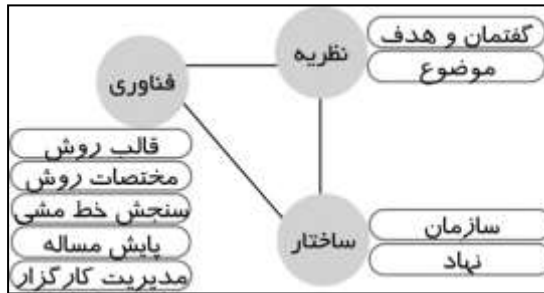 گفتمان و هدف
نظریه
موضوع
فناوری
قالب روش
مختصات روش
سنجش خط مشی
پایش مساله
مدیریت کارگزار
سازمان
ساختار
نهاد